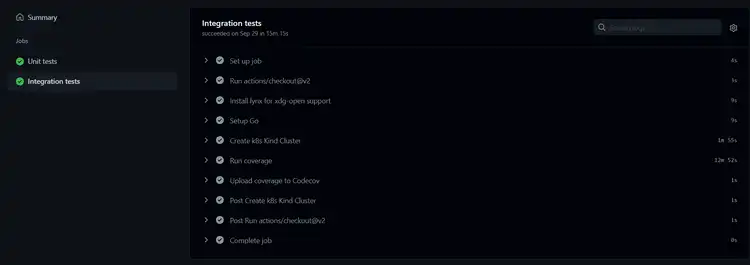 Summary
Jobs
Unit tests
Integration tests
Integration tests
succeeded on Sep 29 in 15m 15s
Search logs
Set up job 4s
Run actions/checkout@v2 3s
Install lynx for xdg-open support 9s
Setup Go 9s
Create k8s Kind Cluster 1m 55s
Run coverage 12m 52s
Upload coverage to Codecov 1s
Post Create k8s Kind Cluster 1s
Post Run actions/checkout@v2 1s
Complete job 0s